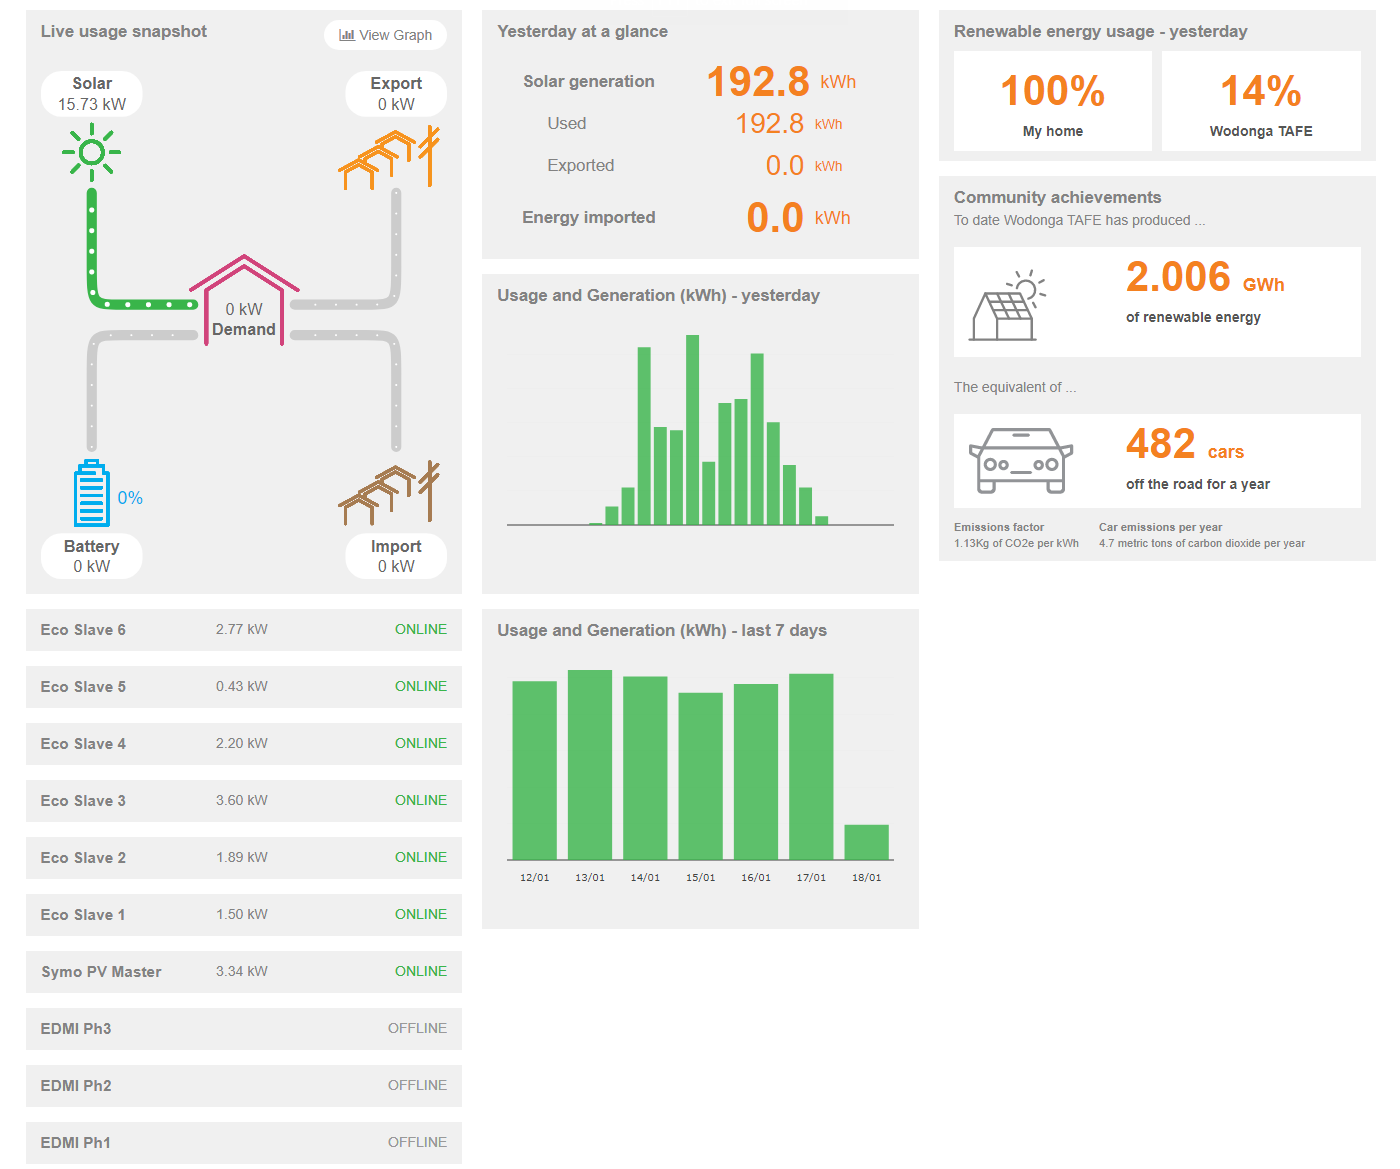 Live usage snapshot
View Graph
Solar
15.73 kW
Export
0 kW
0 kW
Demand
0%
Battery
0 kW
Import
0 kW
Eco Slave 6 2.77 kW ONLINE
Eco Slave 5 0.43 kW ONLINE
Eco Slave 4 2.20 kW ONLINE
Eco Slave 3 3.60 kW ONLINE
Eco Slave 2 1.89 kW ONLINE
Eco Slave 1 1.50 kW ONLINE
Symo PV Master 3.34 kW ONLINE
EDMI Ph3 OFFLINE
EDMI Ph2 OFFLINE
EDMI Ph1 OFFLINE
Yesterday at a glance
Solar generation 192.8 kWh
Used 192.8 kWh
Exported 0.0 kWh
Energy imported 0.0 kWh
Usage and Generation (kWh) - yesterday
Usage and Generation (kWh) - last 7 days
12/01 13/01 14/01 15/01 16/01 17/01 18/01
Renewable energy usage - yesterday
100%
My home
14%
Wodonga TAFE
Community achievements
To date Wodonga TAFE has produced ...
2.006 GWh
of renewable energy
The equivalent of ...
482 cars
off the road for a year
Emissions factor
1.13Kg of CO2e per kWh
Car emissions per year
4.7 metric tons of carbon dioxide per year